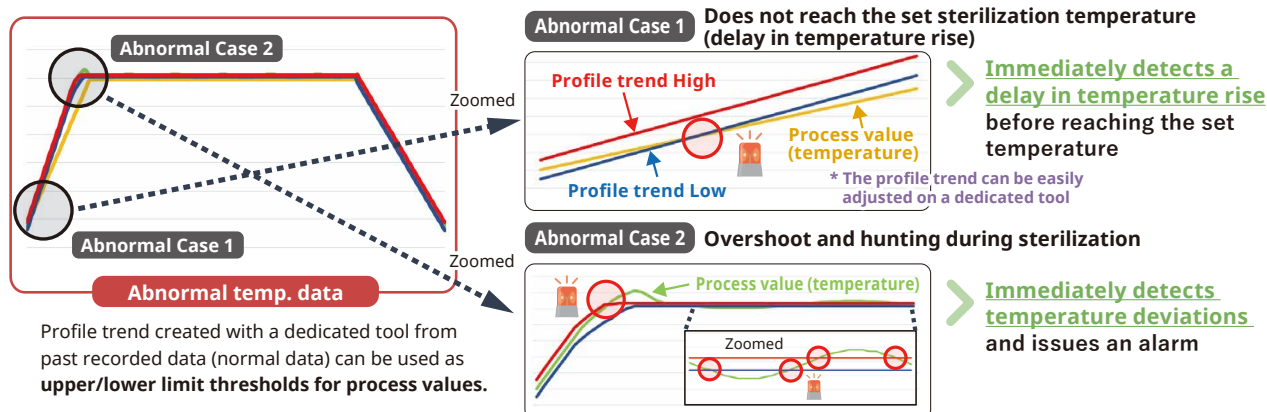 Abnormal Case 2
Abnormal Case 1
Abnormal temp. data
Zoomed
Zoomed
Profile trend created with a dedicated tool from
past recorded data (normal data) can be used as
upper/lower limit thresholds for process values.
Abnormal Case 1
Does not reach the set sterilization temperature
(delay in temperature rise)
Profile trend High
Process value
(temperature)
Profile trend Low
* The profile trend can be easily
adjusted on a dedicated tool
Immediately detects a
delay in temperature rise
before reaching the set
temperature
Abnormal Case 2
Overshoot and hunting during sterilization
Process value (temperature)
Zoomed
Immediately detects
temperature deviations
and issues an alarm